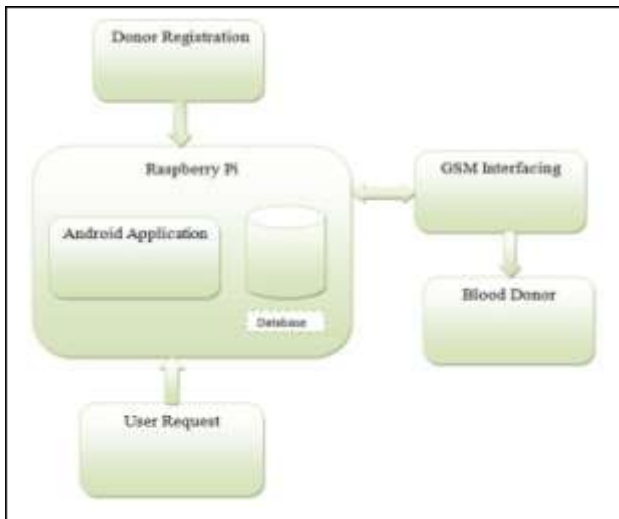 Donor Registration
Raspberry Pi
GSM Interfacing
Android Application
Blood Donor
Database
User Request